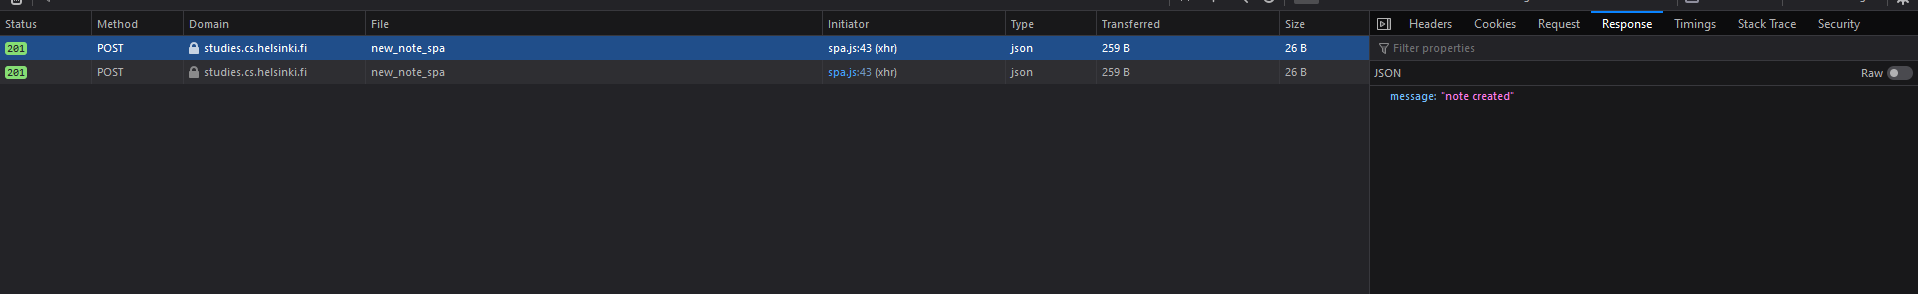 Status Method Domain File Initiator Type Transferred Size
201 POST studies.cs.helsinki.fi new_note_spa spa.js:43 (xhr) json 259 B 26 B
201 POST studies.cs.helsinki.fi new_note_spa spa.js:43 (xhr) json 259 B 26 B
Headers Cookies Request Response Timings Stack Trace Security
Filter properties
JSON Raw
message: "note created"